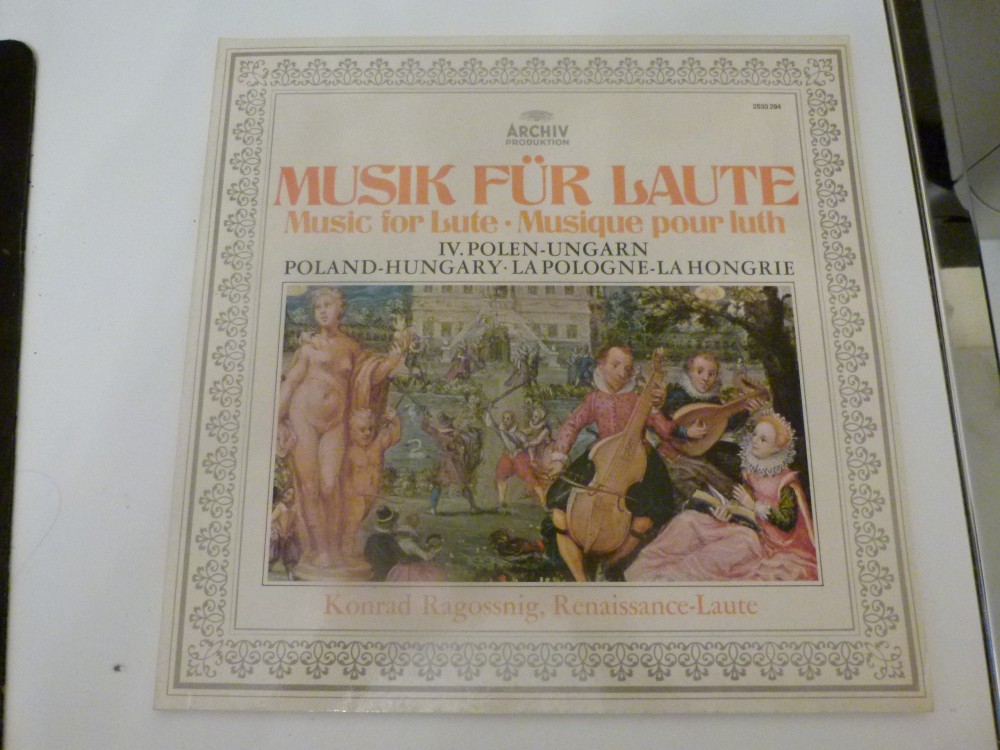 2533 294
ARCHIV
PRODUKTION
MUSIK FÜR LAUTE
Music for Lute · Musique pour luth
IV. POLEN-UNGARN
POLAND-HUNGARY · LA POLOGNE-LA HONGRIE
Konrad Ragossnig, Renaissance-Laute